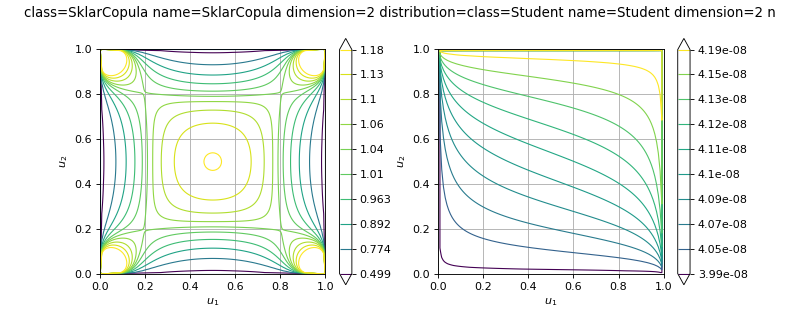 class=SklarCopula name=SklarCopula dimension=2 distribution=class=Student name=Student dimension=2 n
1.0
0.8
0.6
0.4
0.2
0.0
u₂
0.0 0.2 0.4 0.6 0.8 1.0
u₁
1.18
1.13
1.1
1.06
1.04
1.01
0.963
0.892
0.774
0.499
1.0
0.8
0.6
0.4
0.2
0.0
u₂
0.0 0.2 0.4 0.6 0.8 1.0
u₁
4.19e-08
4.15e-08
4.13e-08
4.12e-08
4.11e-08
4.1e-08
4.09e-08
4.07e-08
4.05e-08
3.99e-08